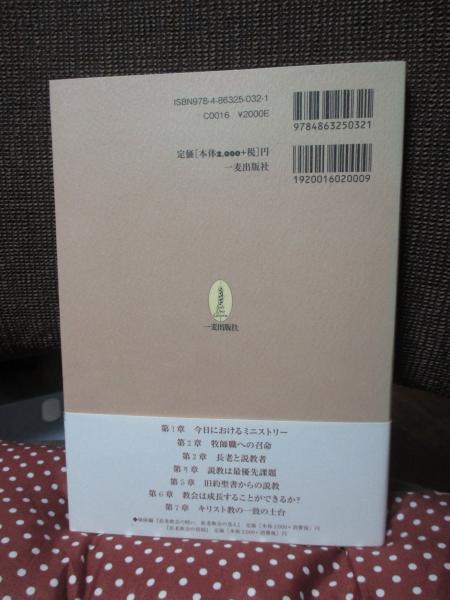 ISBN978-4-86325-032-1
C0016 ¥2000E
定価[本体2,000+税]円
一麦出版社
9784863250321
1920016020009
一麦出版社
第1章 今日におけるミニストリー
第2章 牧師職への召命
第3章 長老と説教者
第4章 説教は最優先課題
第5章 旧約聖書からの説教
第6章 教会は成長することができるか?
第7章 キリスト教の一致の土台